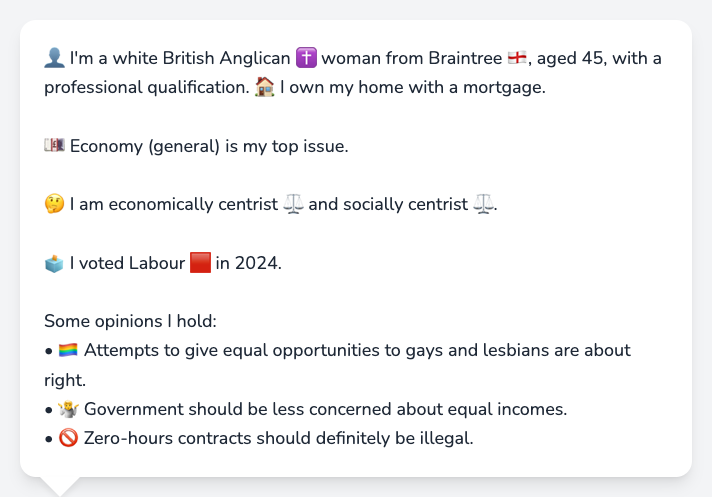 👤 I'm a white British Anglican ✝️ woman from Braintree 🏴󠁧󠁢󠁥󠁮󠁧󠁿, aged 45, with a
professional qualification. 🏠 I own my home with a mortgage.
💷 Economy (general) is my top issue.
🤔 I am economically centrist ⚖️ and socially centrist ⚖️.
🗳️ I voted Labour 🟥 in 2024.
Some opinions I hold:
• 🏳️‍🌈 Attempts to give equal opportunities to gays and lesbians are about
right.
• 🤷 Government should be less concerned about equal incomes.
• 🚫 Zero-hours contracts should definitely be illegal.